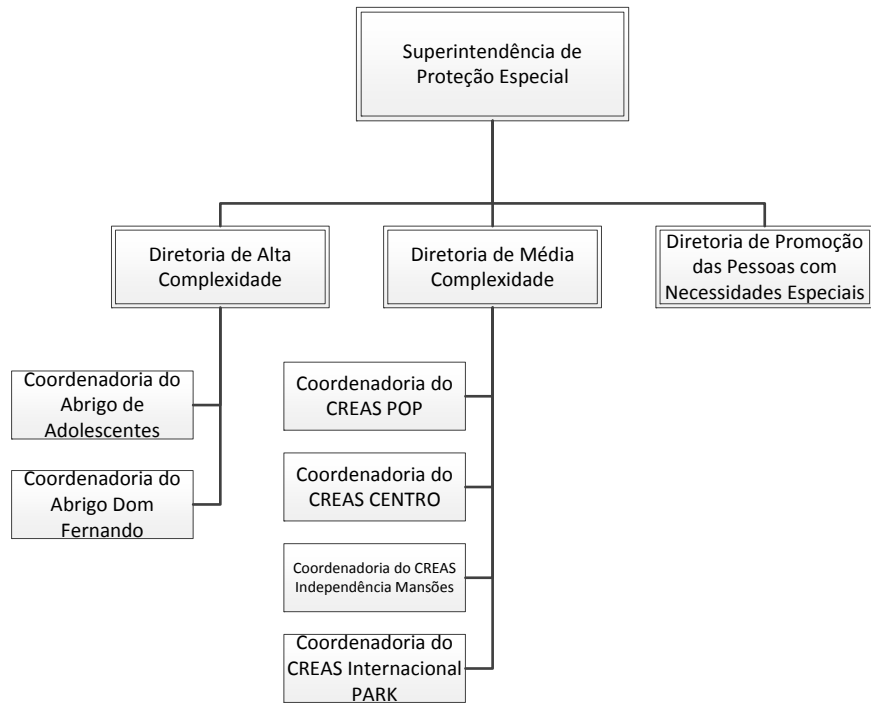 Superintendência de
Proteção Especial
Diretoria de Alta
Complexidade
Diretoria de Média
Complexidade
Diretoria de Promoção
das Pessoas com
Necessidades Especiais
Coordenadoria do
Abrigo de
Adolescentes
Coordenadoria do
Abrigo Dom
Fernando
Coordenadoria do
CREAS POP
Coordenadoria do
CREAS CENTRO
Coordenadoria do CREAS
Independência Mansões
Coordenadoria do
CREAS Internacional
PARK